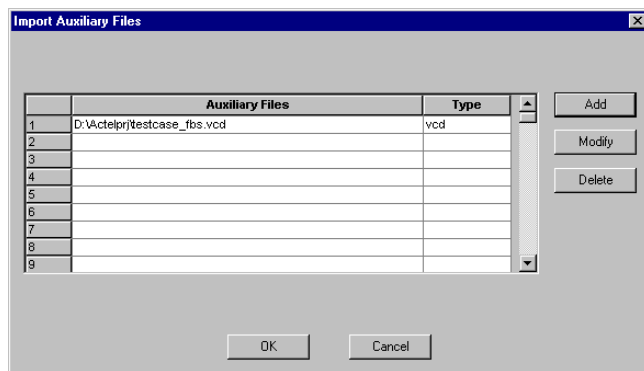 Import Auxiliary Files
Auxiliary Files Type
1 D:\Actelprj\testcase_fbs.vcd vcd
2
3
4
5
6
7
8
9
Add
Modify
Delete
OK Cancel